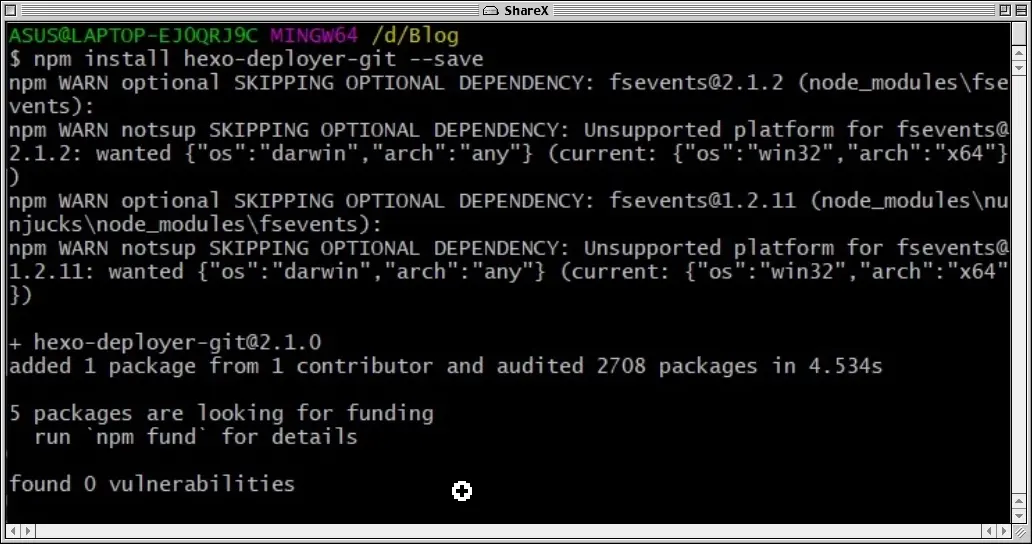 ShareX
ASUS@LAPTOP-EJOQRJ9C MINGW64 /d/Blog
$ npm install hexo-deployer-git --save
npm WARN optional SKIPPING OPTIONAL DEPENDENCY: fsevents@2.1.2 (node_modules\fse
vents):
npm WARN notsup SKIPPING OPTIONAL DEPENDENCY: Unsupported platform for fsevents@
2.1.2: wanted {"os":"darwin","arch":"any"} (current: {"os":"win32","arch":"x64"}
)
npm WARN optional SKIPPING OPTIONAL DEPENDENCY: fsevents@1.2.11 (node_modules\nu
njucks\node_modules\fsevents):
npm WARN notsup SKIPPING OPTIONAL DEPENDENCY: Unsupported platform for fsevents@
1.2.11: wanted {"os":"darwin","arch":"any"} (current: {"os":"win32","arch":"x64"
})
+ hexo-deployer-git@2.1.0
added 1 package from 1 contributor and audited 2708 packages in 4.534s
5 packages are looking for funding
run `npm fund` for details
found 0 vulnerabilities